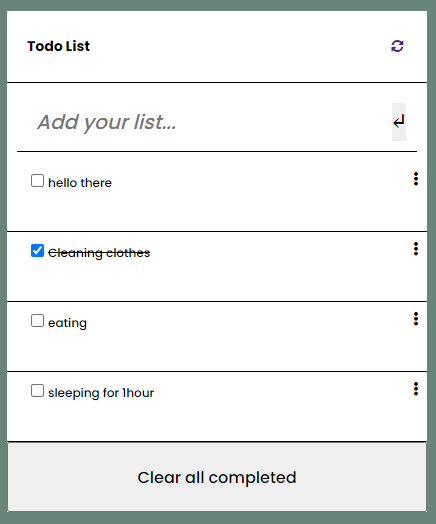 Todo List
Add your list...
hello there
Cleaning clothes
eating
sleeping for 1hour
Clear all completed